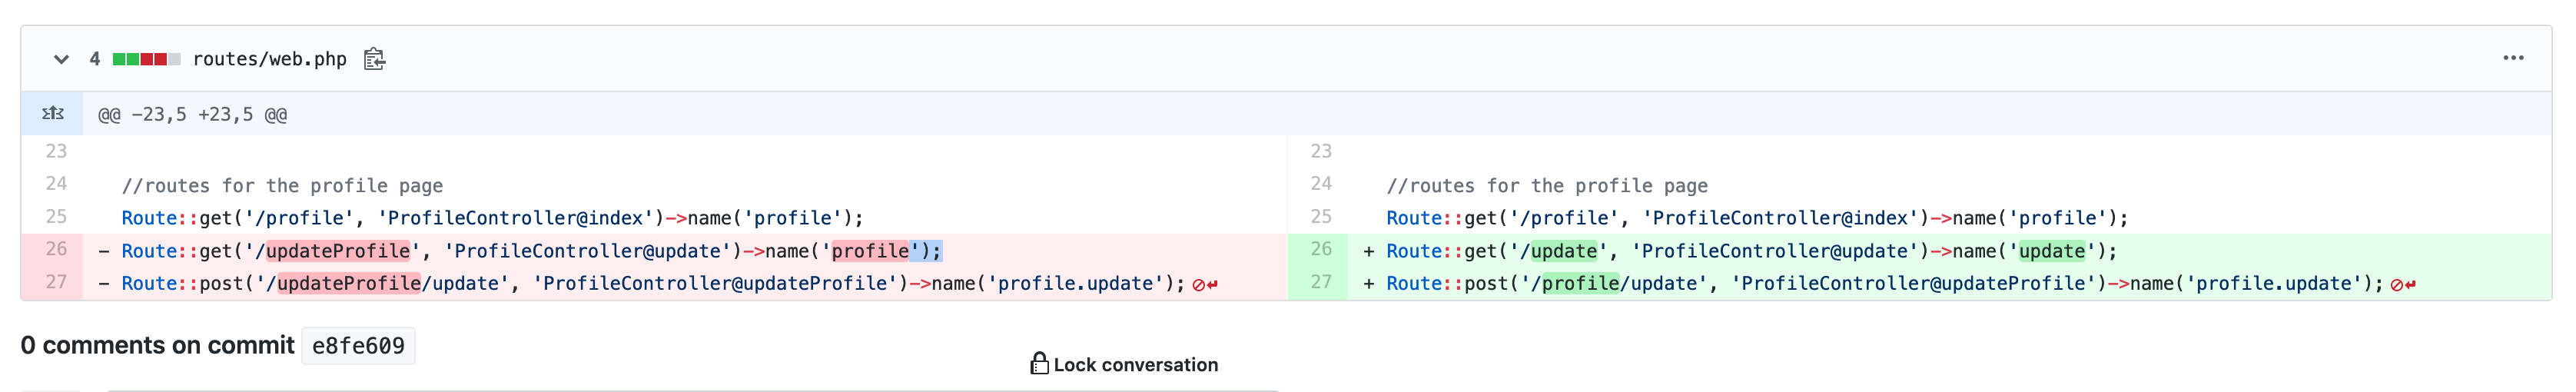 4 routes/web.php
@@ -23,5 +23,5 @@
23
24 //routes for the profile page
25 Route::get('/profile', 'ProfileController@index')->name('profile');
26 - Route::get('/updateProfile', 'ProfileController@update')->name('profile');
27 - Route::post('/updateProfile/update', 'ProfileController@updateProfile')->name('profile.update');
23
24 //routes for the profile page
25 Route::get('/profile', 'ProfileController@index')->name('profile');
26 + Route::get('/update', 'ProfileController@update')->name('update');
27 + Route::post('/profile/update', 'ProfileController@updateProfile')->name('profile.update');
0 comments on commit e8fe609
Lock conversation